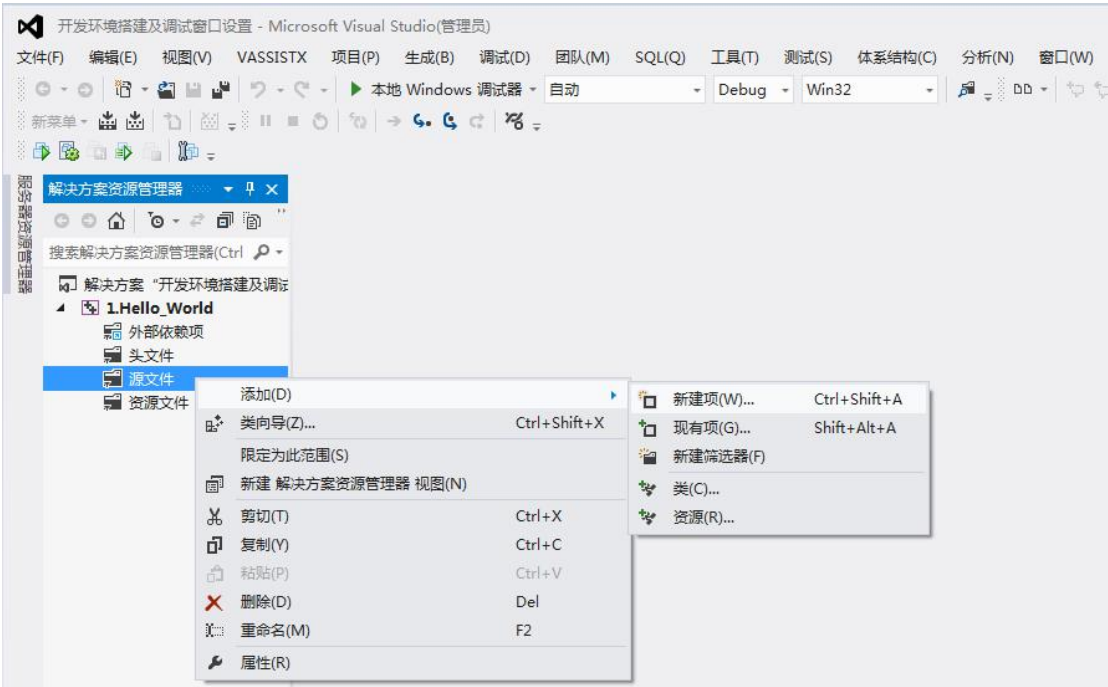 开发环境搭建及调试窗口设置 - Microsoft Visual Studio(管理员)
文件(F) 编辑(E) 视图(V) VASSISTX 项目(P) 生成(B) 调试(D) 团队(M) SQL(Q) 工具(T) 测试(S) 体系结构(C) 分析(N) 窗口(W)
本地 Windows 调试器 自动 Debug Win32
新菜单
服务器资源管理器
解决方案资源管理器
搜索解决方案资源管理器(Ctrl
解决方案 “开发环境搭建及调试
1.Hello_World
外部依赖项
头文件
源文件
资源文件
添加(D)
类向导(Z)... Ctrl+Shift+X
限定为此范围(S)
新建 解决方案资源管理器 视图(N)
剪切(T) Ctrl+X
复制(Y) Ctrl+C
粘贴(P) Ctrl+V
删除(D) Del
重命名(M) F2
属性(R)
新建项(W)... Ctrl+Shift+A
现有项(G)... Shift+Alt+A
新建筛选器(F)
类(C)...
资源(R)...